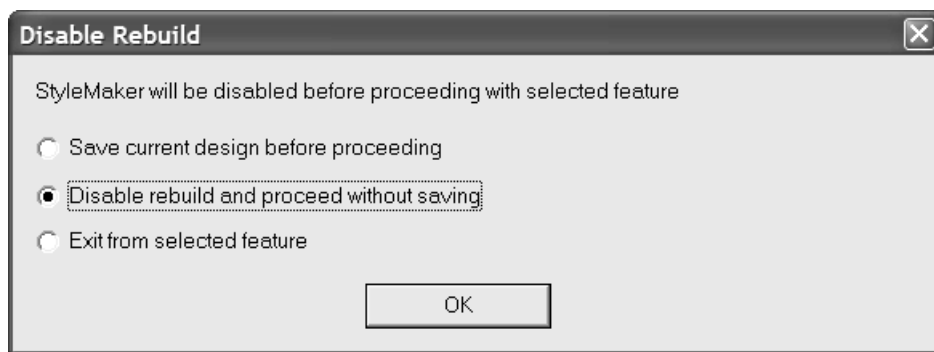 Disable Rebuild
StyleMaker will be disabled before proceeding with selected feature
Save current design before proceeding
Disable rebuild and proceed without saving
Exit from selected feature
OK